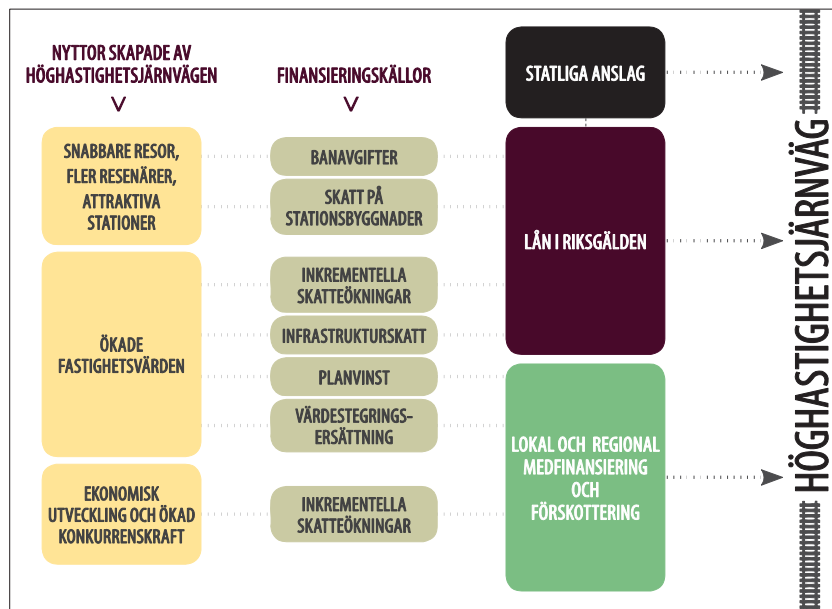 NYTTOR SKAPADE AV
HÖGHASTIGHETSJÄRNVÄGEN
SNABBARE RESOR,
FLER RESENÄRER,
ATTRAKTIVA
STATIONER
ÖKADE
FASTIGHETSVÄRDEN
EKONOMISK
UTVECKLING OCH ÖKAD
KONKURRENSKRAFT
FINANSIERINGSKÄLLOR
BANAVGIFTER
SKATT PÅ
STATIONSBYGGNADER
INKREMENTELLA
SKATTEÖKNINGAR
INFRASTRUKTURSKATT
PLANVINST
VÄRDESTEGRINGS-
ERSÄTTNING
INKREMENTELLA
SKATTEÖKNINGAR
STATLIGA ANSLAG
LÅN I RIKSGÄLDEN
LOKAL OCH REGIONAL
MEDFINANSIERING
OCH
FÖRSKOTTERING
HÖGHASTIGHETSJÄRNVÄG